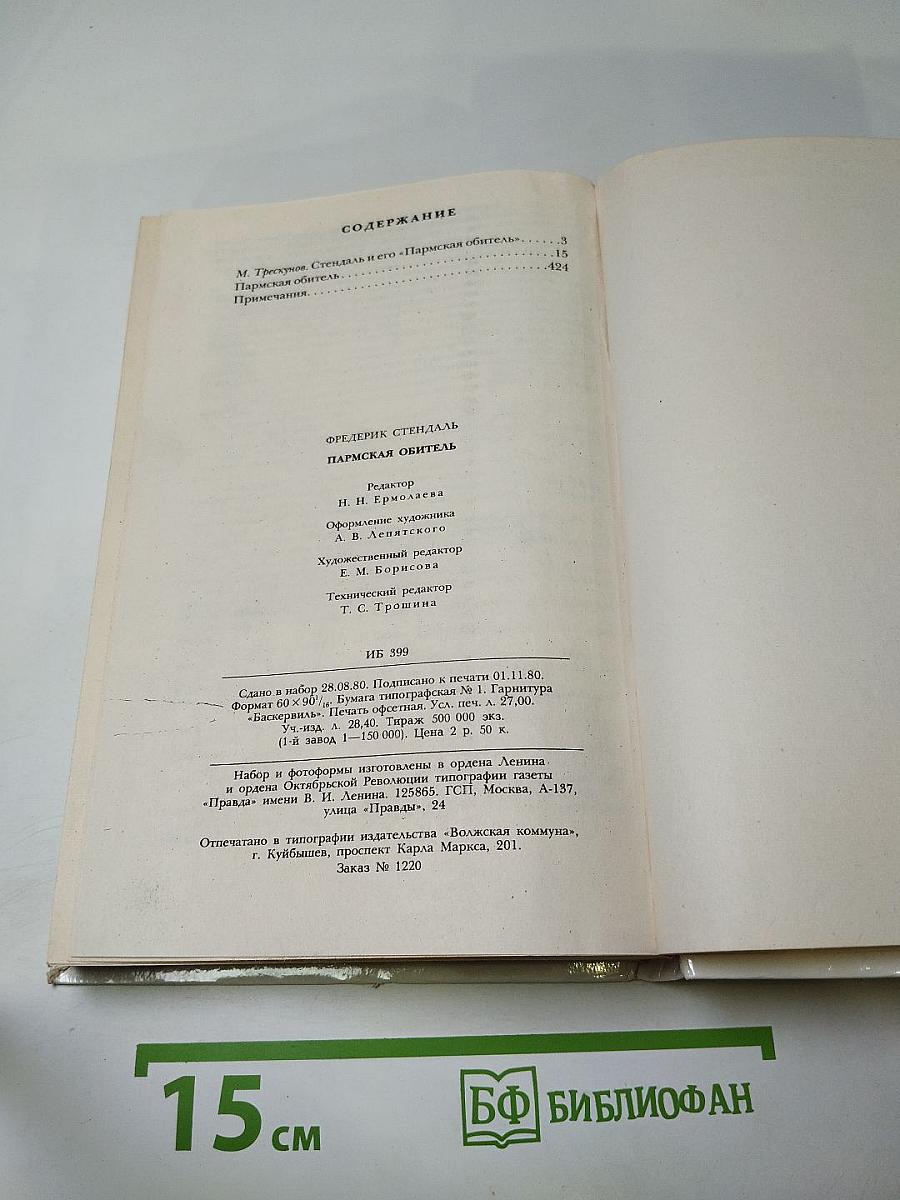 СОДЕРЖАНИЕ
М. Трескунов. Стендаль и его «Пармская обитель»......3
Пармская обитель..............................15
Примечания..................................424
ФРЕДЕРИК СТЕНДАЛЬ
ПАРМСКАЯ ОБИТЕЛЬ
Редактор
Н. Н. Ермолаева
Оформление художника
А. В. Лепятского
Художественный редактор
Е. М. Борисова
Технический редактор
Т. С. Трошина
ИБ 399
Сдано в набор 28.08.80. Подписано к печати 01.11.80.
Формат 60×90¹/₁₆. Бумага типографская № 1. Гарнитура
«Баскервиль». Печать офсетная. Усл. печ. л. 27,00.
Уч.-изд. л. 28,40. Тираж 500 000 экз.
(1-й завод 1—150 000). Цена 2 р. 50 к.
Набор и фотоформы изготовлены в ордена Ленина
и ордена Октябрьской Революции типографии газеты
«Правда» имени В. И. Ленина. 125865. ГСП, Москва, А-137,
улица «Правды», 24
Отпечатано в типографии издательства «Волжская коммуна»,
г. Куйбышев, проспект Карла Маркса, 201.
Заказ № 1220
15 см
БФ БИБЛИОФАН